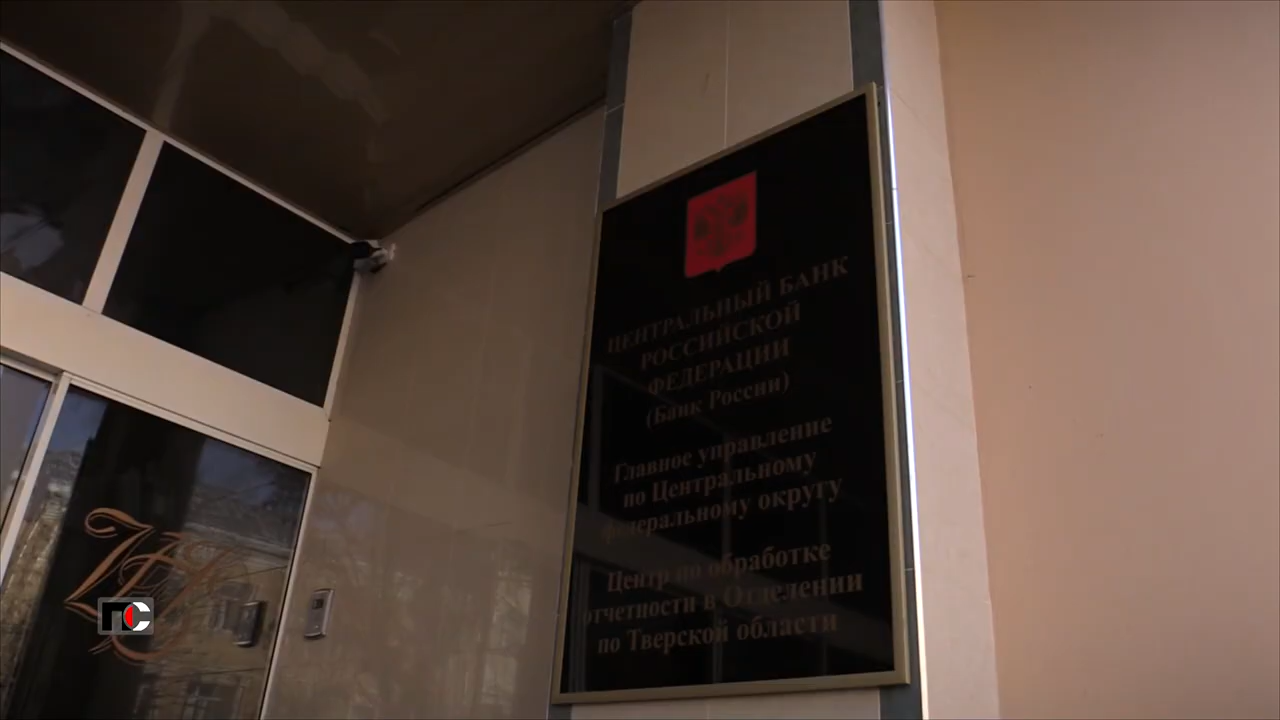 ЦЕНТРАЛЬНЫЙ БАНК
РОССИЙСКОЙ
ФЕДЕРАЦИИ
(Банк России)
Главное управление
по Центральному
федеральному округу
Центр по обработке
отчетности в Отделении
по Тверской области
ПС